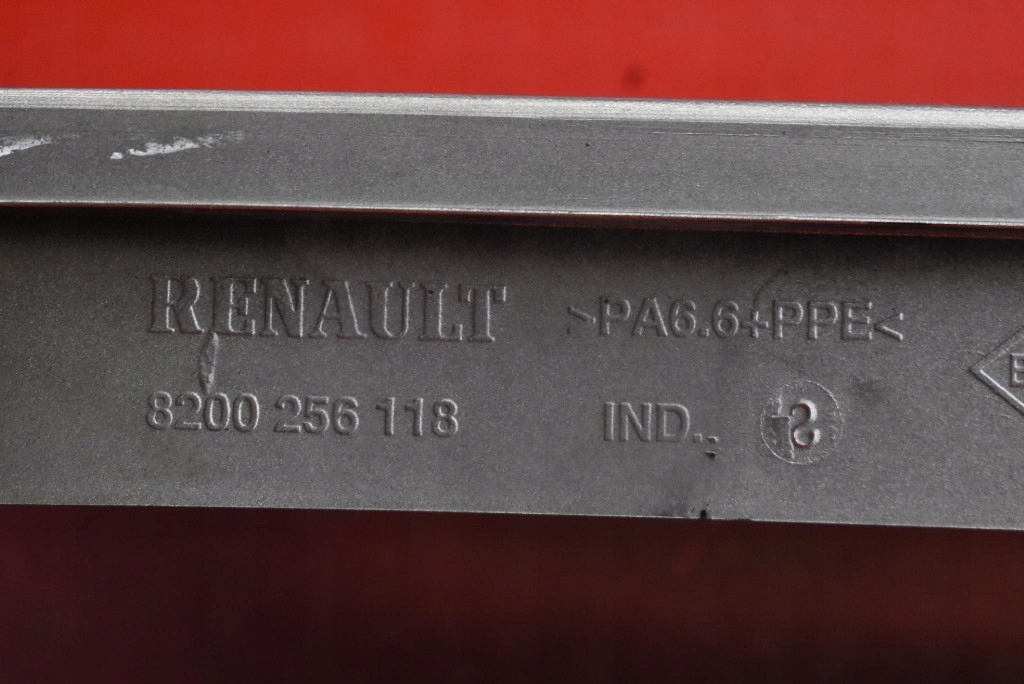 RENAULT >PA6.6+PPE<
8200 256 118 IND..